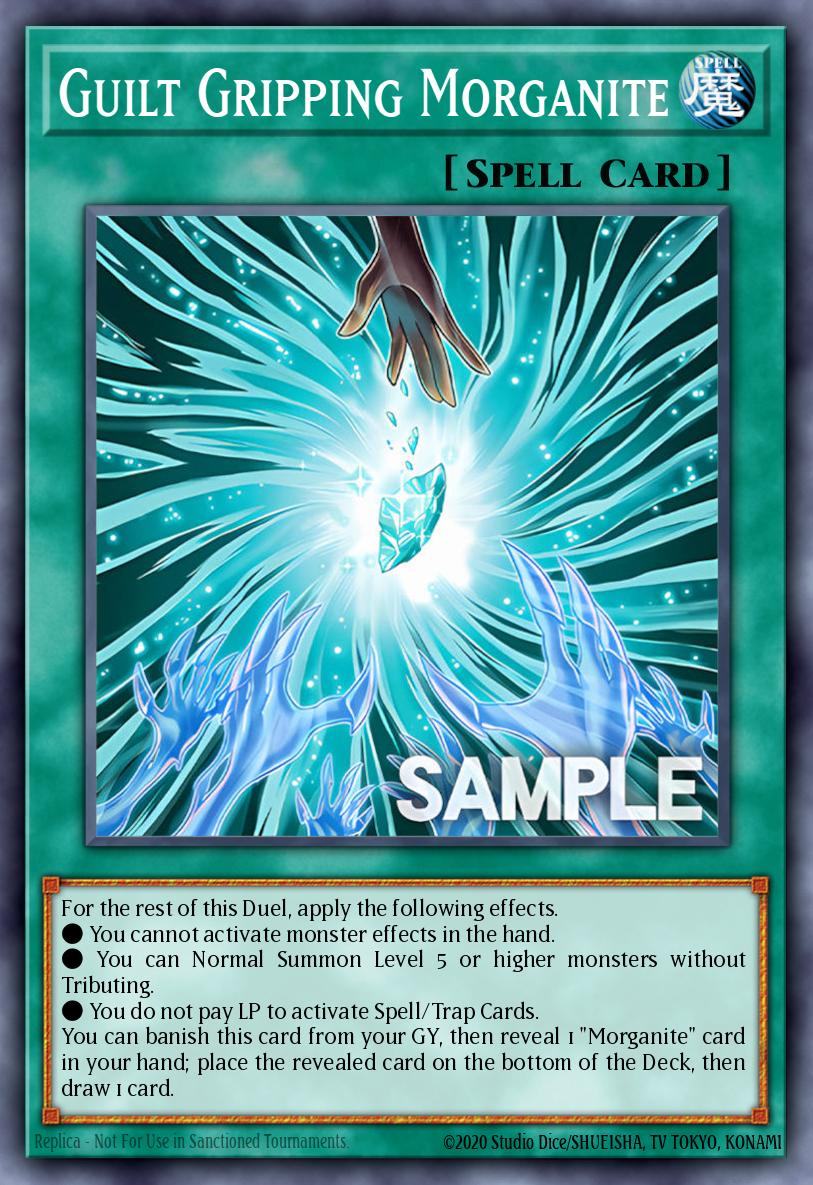 Guilt Gripping Morganite
SPELL
魔
[ Spell Card ]
SAMPLE
For the rest of this Duel, apply the following effects.
● You cannot activate monster effects in the hand.
● You can Normal Summon Level 5 or higher monsters without
Tributing.
● You do not pay LP to activate Spell/Trap Cards.
You can banish this card from your GY, then reveal 1 "Morganite" card
in your hand; place the revealed card on the bottom of the Deck, then
draw 1 card.
Replica - Not For Use in Sanctioned Tournaments.
©2020 Studio Dice/SHUEISHA, TV TOKYO, KONAMI